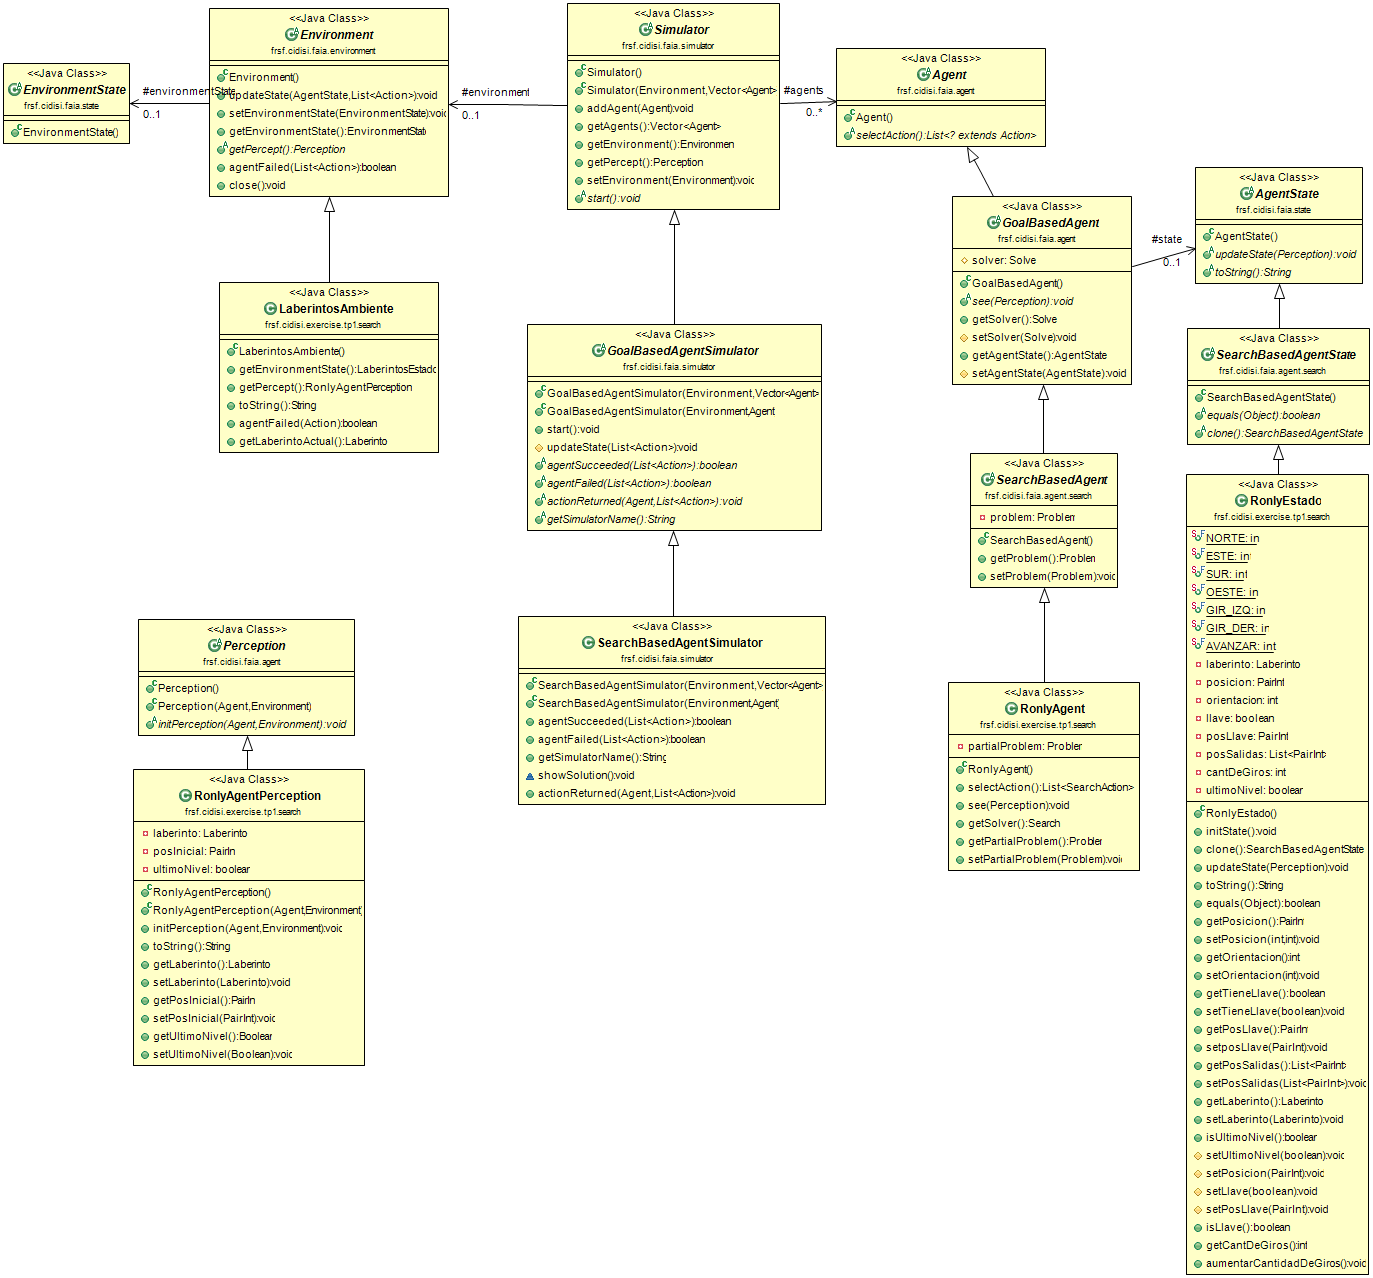 <<Java Class>>
EnvironmentState
frsf.cidisi.faia.state
EnvironmentState()
#environmentState
0..1
<<Java Class>>
Environment
frsf.cidisi.faia.environment
Environment()
updateState(AgentState,List<Action>):void
setEnvironmentState(EnvironmentState):void
getEnvironmentState():EnvironmentStat
getPercept():Perception
agentFailed(List<Action>):boolean
close():void
#environment
0..1
<<Java Class>>
Simulator
frsf.cidisi.faia.simulator
Simulator()
Simulator(Environment,Vector<Agent>
addAgent(Agent):void
getAgents():Vector<Agent>
getEnvironment():Environmen
getPercept():Perception
setEnvironment(Environment):void
start():void
#agents
0..*
<<Java Class>>
Agent
frsf.cidisi.faia.agent
Agent()
selectAction():List<? extends Action>
<<Java Class>>
GoalBasedAgent
frsf.cidisi.faia.agent
solver: Solve
GoalBasedAgent()
see(Perception):void
getSolver():Solve
setSolver(Solve):void
getAgentState():AgentState
setAgentState(AgentState):void
#state
0..1
<<Java Class>>
AgentState
frsf.cidisi.faia.state
AgentState()
updateState(Perception):void
toString():String
<<Java Class>>
LaberintosAmbiente
frsf.cidisi.exercise.tp1.search
LaberintosAmbiente()
getEnvironmentState():LaberintosEstado
getPercept():RonlyAgentPerception
toString():String
agentFailed(Action):boolean
getLaberintoActual():Laberinto
<<Java Class>>
GoalBasedAgentSimulator
frsf.cidisi.faia.simulator
GoalBasedAgentSimulator(Environment,Vector<Agent>
GoalBasedAgentSimulator(Environment,Agent
start():void
updateState(List<Action>):void
agentSucceeded(List<Action>):boolean
agentFailed(List<Action>):boolean
actionReturned(Agent,List<Action>):void
getSimulatorName():String
<<Java Class>>
SearchBasedAgentState
frsf.cidisi.faia.agent.search
SearchBasedAgentState()
equals(Object):boolean
clone():SearchBasedAgentState
<<Java Class>>
SearchBasedAgent
frsf.cidisi.faia.agent.search
problem: Problem
SearchBasedAgent()
getProblem():Problem
setProblem(Problem):void
<<Java Class>>
RonlyEstado
frsf.cidisi.exercise.tp1.search
NORTE: in
ESTE: int
SUR: int
OESTE: in
GIR_IZQ: in
GIR_DER: in
AVANZAR: int
laberinto: Laberinto
posicion: PairInt
orientacion: int
llave: boolean
posLlave: PairInt
posSalidas: List<PairInt>
cantDeGiros: int
ultimoNivel: boolean
RonlyEstado()
initState():void
clone():SearchBasedAgentState
updateState(Perception):void
toString():String
equals(Object):boolean
getPosicion():PairInt
setPosicion(int,int):void
getOrientacion():int
setOrientacion(int):void
getTieneLlave():boolean
setTieneLlave(boolean):void
getPosLlave():PairInt
setposLlave(PairInt):void
getPosSalidas():List<PairInt>
setPosSalidas(List<PairInt>):void
getLaberinto():Laberinto
setLaberinto(Laberinto):void
isUltimoNivel():boolean
setUltimoNivel(boolean):void
setPosicion(PairInt):void
setLlave(boolean):void
setPosLlave(PairInt):void
isLlave():boolean
getCantDeGiros():int
aumentarCantidadDeGiros():void
<<Java Class>>
Perception
frsf.cidisi.faia.agent
Perception()
Perception(Agent,Environment)
initPerception(Agent,Environment):void
<<Java Class>>
SearchBasedAgentSimulator
frsf.cidisi.faia.simulator
SearchBasedAgentSimulator(Environment,Vector<Agent>
SearchBasedAgentSimulator(Environment,Agent)
agentSucceeded(List<Action>):boolean
agentFailed(List<Action>):boolean
getSimulatorName():String
showSolution():void
actionReturned(Agent,List<Action>):void
<<Java Class>>
RonlyAgent
frsf.cidisi.exercise.tp1.search
partialProblem: Probler
RonlyAgent()
selectAction():List<SearchAction>
see(Perception):void
getSolver():Search
getPartialProblem():Probler
setPartialProblem(Problem):void
<<Java Class>>
RonlyAgentPerception
frsf.cidisi.exercise.tp1.search
laberinto: Laberinto
posInicial: PairIn
ultimoNivel: boolean
RonlyAgentPerception()
RonlyAgentPerception(Agent,Environment)
initPerception(Agent,Environment):void
toString():String
getLaberinto():Laberinto
setLaberinto(Laberinto):void
getPosInicial():PairIn
setPosInicial(PairInt):void
getUltimoNivel():Boolean
setUltimoNivel(Boolean):void